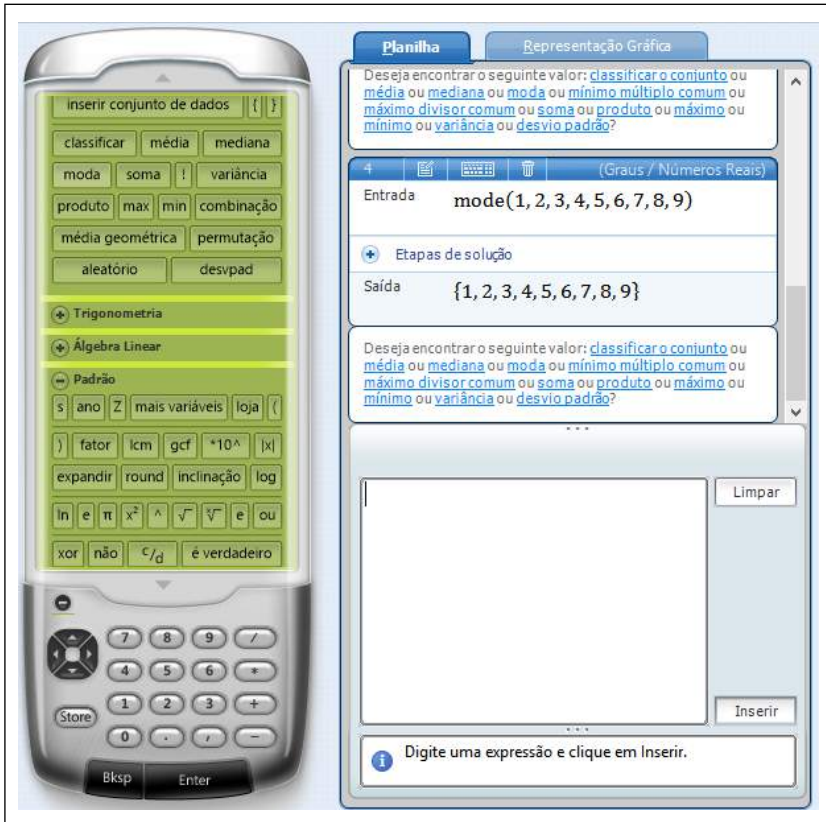 inserir conjunto de dados { }
classificar média mediana
moda soma ! variância
produto max min combinação
média geométrica permutação
aleatório desvpad
Trigonometria
Álgebra Linear
Padrão
s ano Z mais variáveis loja (
) fator lcm gcf *10^ |x|
expandir round inclinação log
ln e π x² ^ √ ˣ√ e ou
xor não c/d é verdadeiro
7 8 9 /
4 5 6 *
Store
1 2 3 +
0 . , −
Bksp Enter
Planilha Representação Gráfica
Deseja encontrar o seguinte valor: classificar o conjunto ou
média ou mediana ou moda ou mínimo múltiplo comum ou
máximo divisor comum ou soma ou produto ou máximo ou
mínimo ou variância ou desvio padrão?
4 (Graus / Números Reais)
Entrada mode(1, 2, 3, 4, 5, 6, 7, 8, 9)
Etapas de solução
Saída {1, 2, 3, 4, 5, 6, 7, 8, 9}
Deseja encontrar o seguinte valor: classificar o conjunto ou
média ou mediana ou moda ou mínimo múltiplo comum ou
máximo divisor comum ou soma ou produto ou máximo ou
mínimo ou variância ou desvio padrão?
Limpar
Inserir
Digite uma expressão e clique em Inserir.